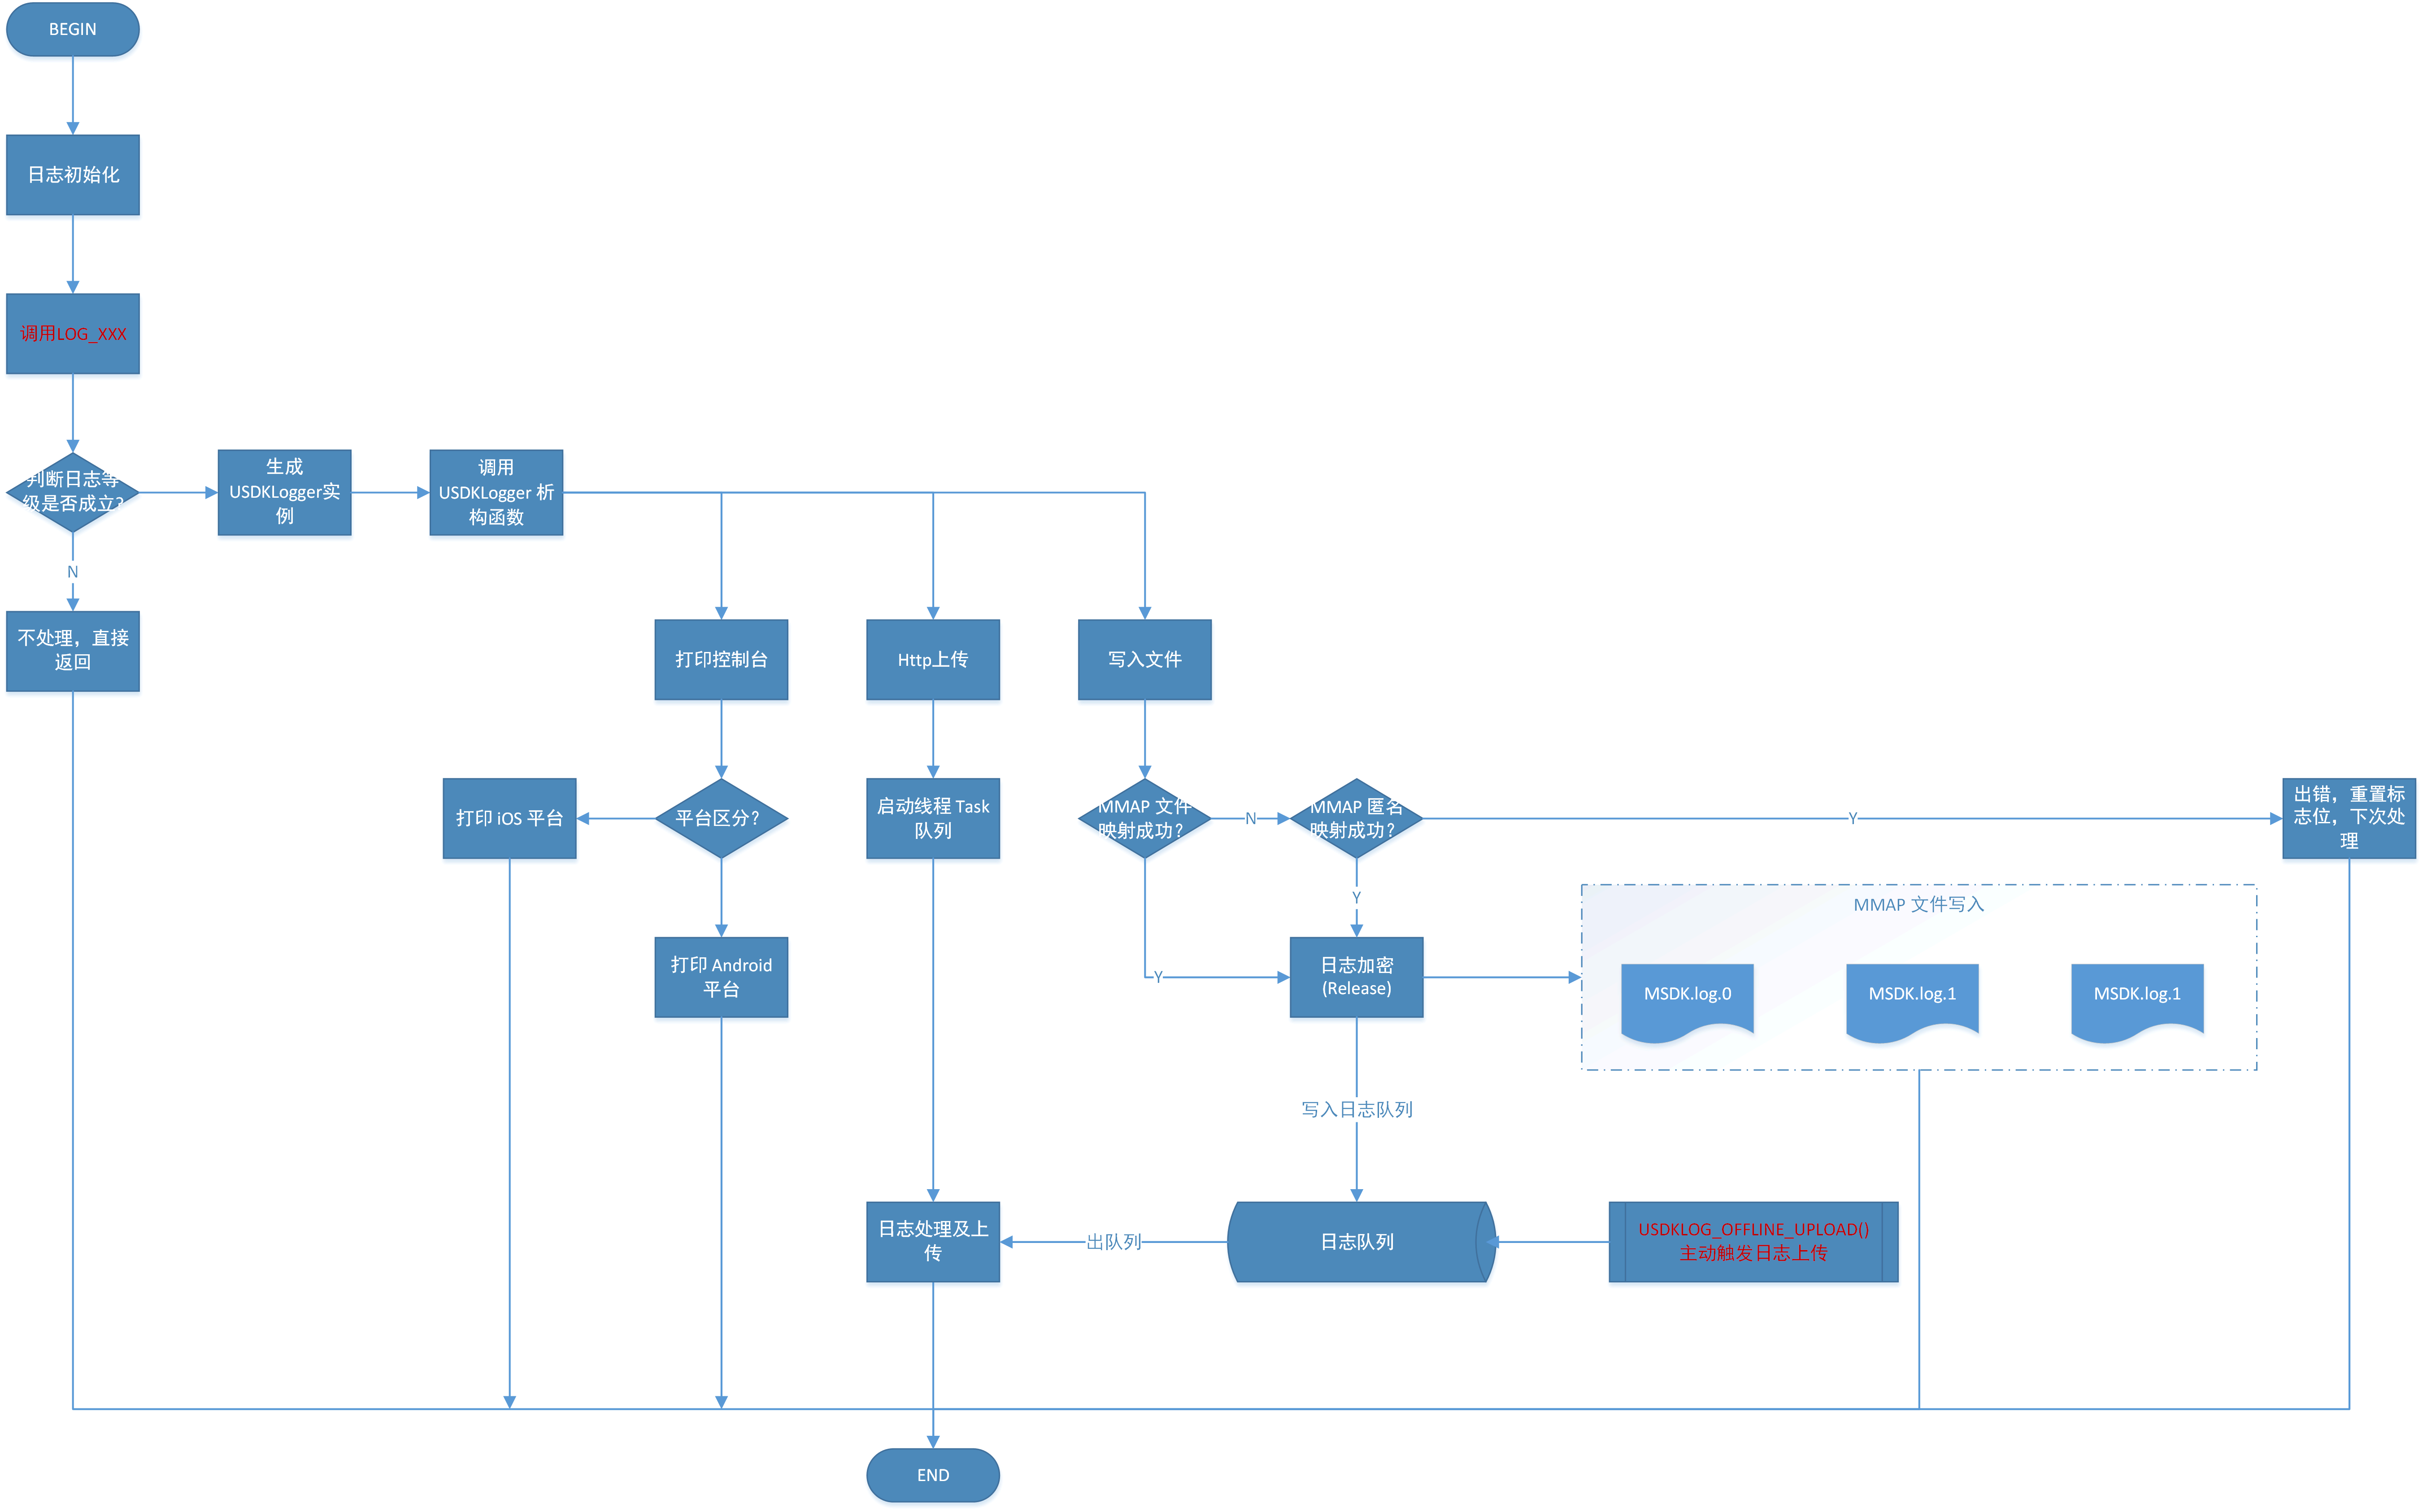 BEGIN
日志初始化
调用LOG_XXX
判断日志等
级是否成立?
生成
USDKLogger实
例
调用
USDKLogger 析
构函数
N
不处理，直接
返回
打印控制台
Http上传
写入文件
打印 iOS 平台
平台区分?
启动线程 Task
队列
MMAP 文件
映射成功?
N
MMAP 匿名
映射成功?
Y
出错，重置标
志位，下次处
理
Y
MMAP 文件写入
打印 Android
平台
Y
日志加密
(Release)
MSDK.log.0
MSDK.log.1
MSDK.log.1
写入日志队列
日志处理及上
传
出队列
日志队列
USDKLOG_OFFLINE_UPLOAD()
主动触发日志上传
END